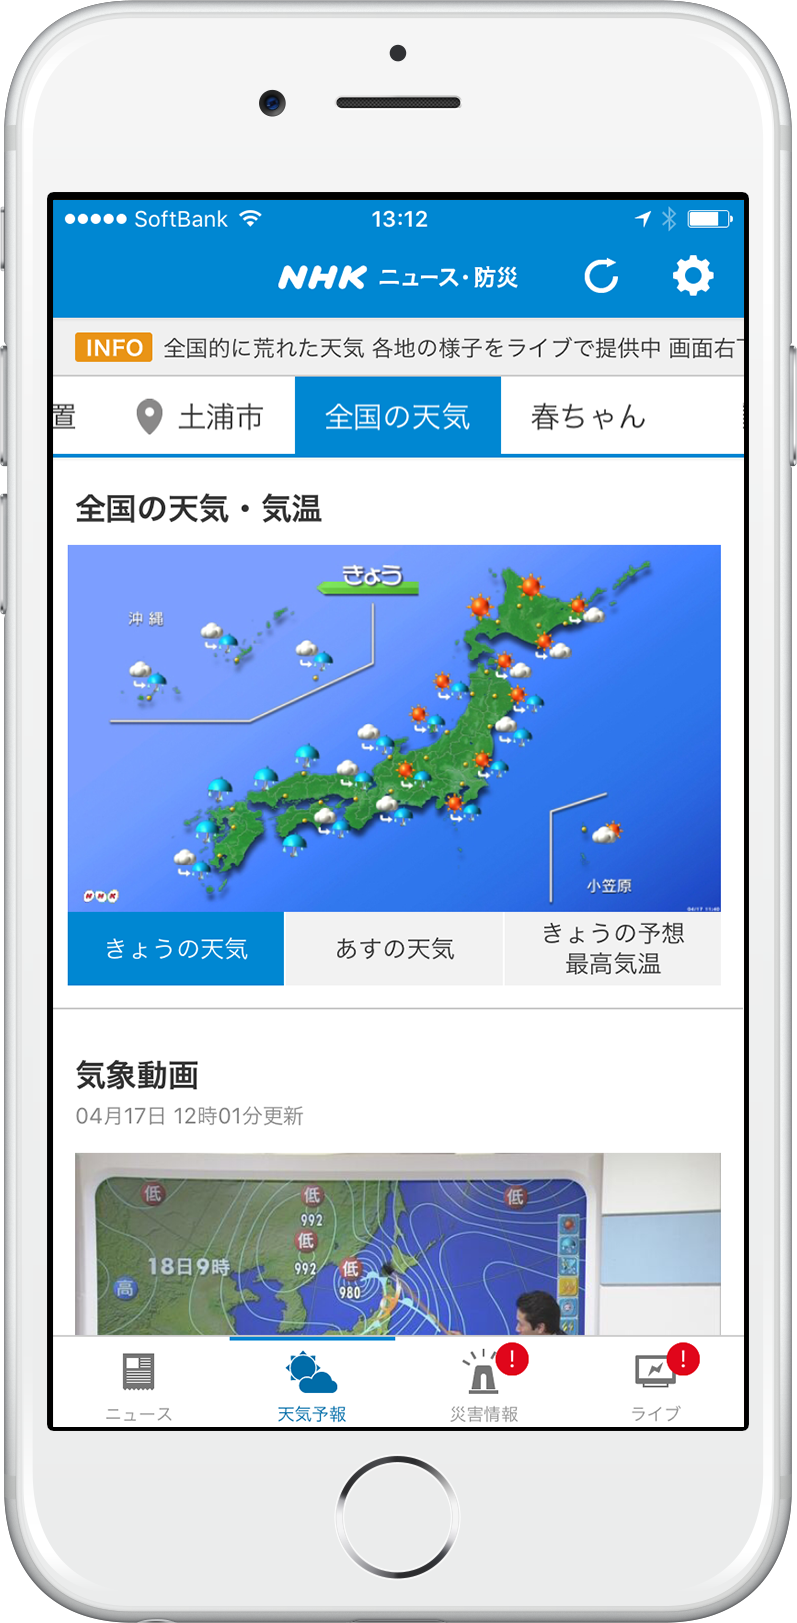 SoftBank 13:12
NHK ニュース・防災
INFO 全国的に荒れた天気 各地の様子をライブで提供中 画面右下
置 土浦市 全国の天気 春ちゃん
全国の天気・気温
きょう
沖縄
小笠原
NHK
04/17 11:40
きょうの天気 あすの天気 きょうの予想
最高気温
気象動画
04月17日 12時01分更新
低 低 低
992
低
992
低
980
18日9時
高
ニュース 天気予報 災害情報 ライブ